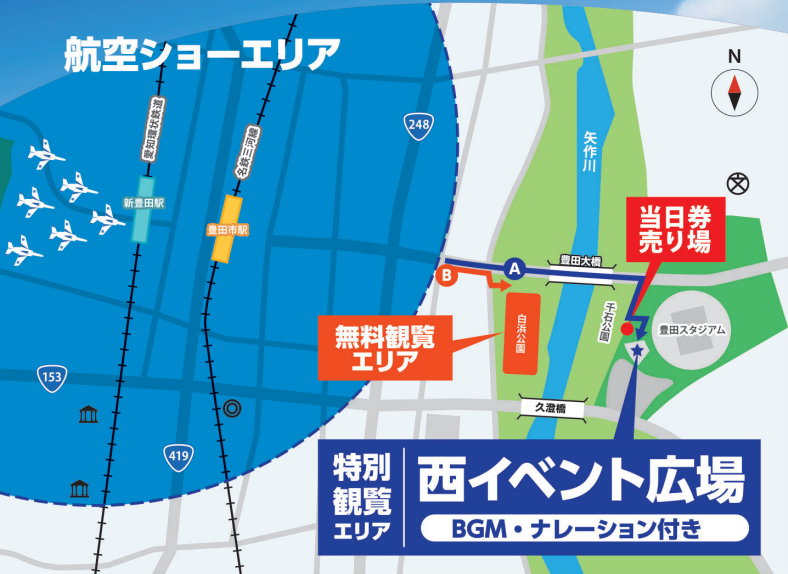 航空ショーエリア
N
248
愛知環状鉄道
名鉄三河線
矢作川
新豊田駅
豊田市駅
当日券
売り場
豊田大橋
A
B
千石公園
豊田スタジアム
白浜公園
無料観覧
エリア
153
久澄橋
419
特別
観覧
エリア
西イベント広場
BGM・ナレーション付き